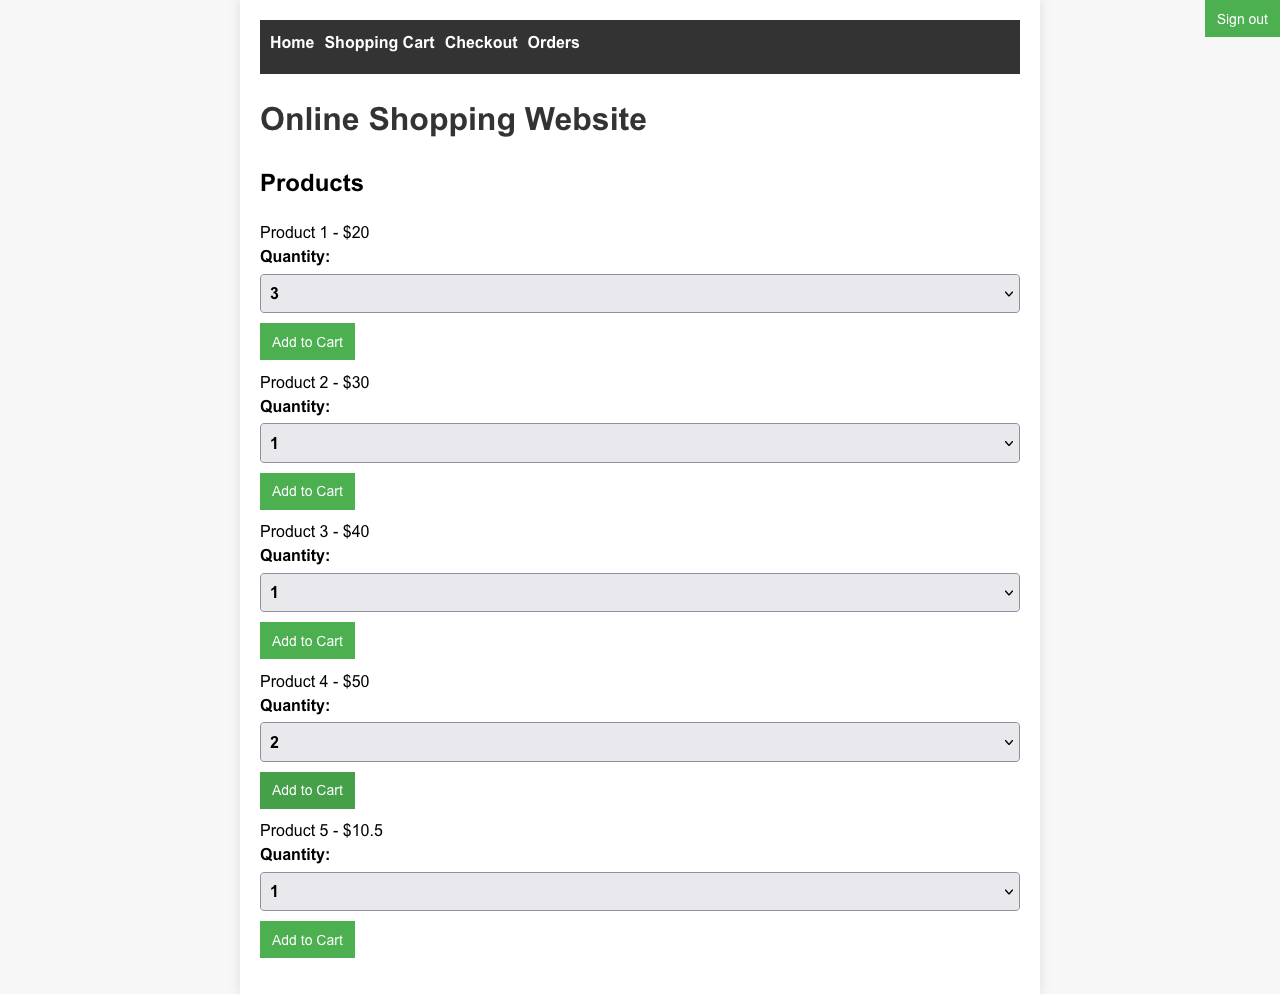 Sign out
Home Shopping Cart Checkout Orders
Online Shopping Website
Products
Product 1 - $20
Quantity:
3
Add to Cart
Product 2 - $30
Quantity:
1
Add to Cart
Product 3 - $40
Quantity:
1
Add to Cart
Product 4 - $50
Quantity:
2
Add to Cart
Product 5 - $10.5
Quantity:
1
Add to Cart